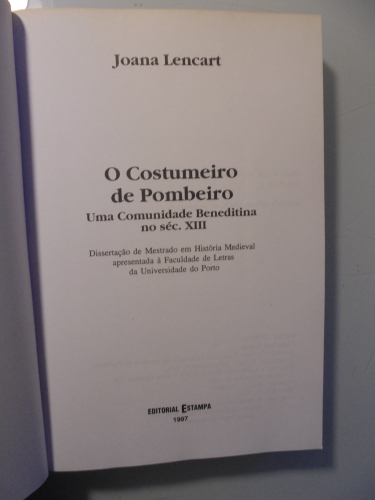 Joana Lencart
O Costumeiro
de Pombeiro
Uma Comunidade Beneditina
no séc. XIII
Dissertação de Mestrado em História Medieval
apresentada à Faculdade de Letras
da Universidade do Porto
EDITORIAL ESTAMPA
1997